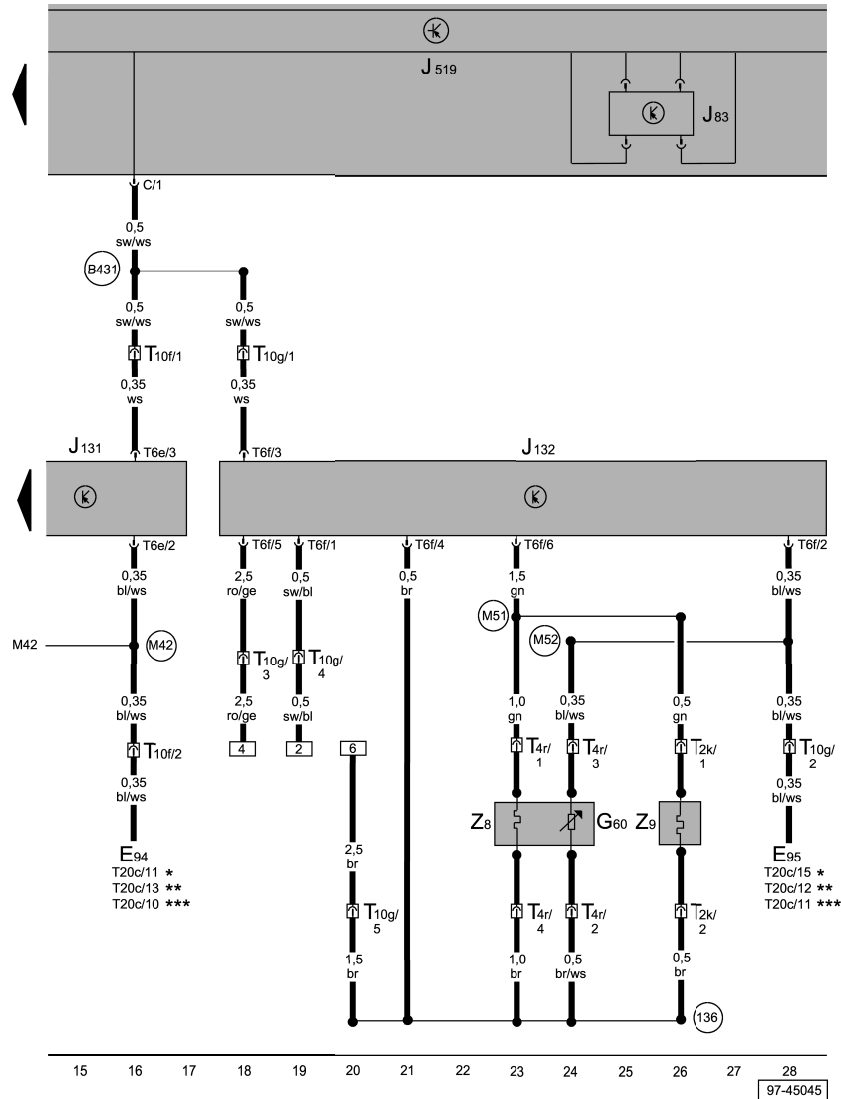 J519
J83
C/1
0,5
sw/ws
B431
0,5
sw/ws
0,5
sw/ws
T10f/1
T10g/1
0,35
ws
0,35
ws
J131
T6e/3
T6f/3
J132
T6e/2
T6f/5
T6f/1
T6f/4
T6f/6
T6f/2
0,35
bl/ws
2,5
ro/ge
0,5
sw/bl
0,5
br
1,5
gn
0,35
bl/ws
M51
M42
M42
M52
T10g/
3
T10g/
4
0,35
bl/ws
2,5
ro/ge
0,5
sw/bl
1,0
gn
0,35
bl/ws
0,5
gn
0,35
bl/ws
T10f/2
4
2
6
T4r/
1
T4r/
3
T2k/
1
T10g/
2
0,35
bl/ws
0,35
bl/ws
Z8
G60
Z9
E94
T20c/11 *
T20c/13 **
T20c/10 ***
2,5
br
E95
T20c/15 *
T20c/12 **
T20c/11 ***
T10g/
5
T4r/
4
T4r/
2
T2k/
2
1,5
br
1,0
br
0,5
br/ws
0,5
br
136
15 16 17 18 19 20 21 22 23 24 25 26 27 28
97-45045